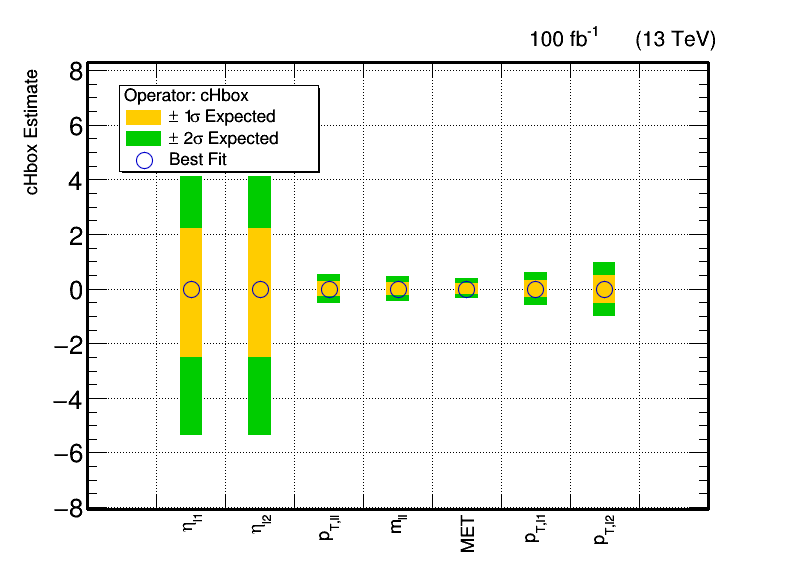 100 fb⁻¹ (13 TeV)
cHbox Estimate
8
6
4
2
0
−2
−4
−6
−8
Operator: cHbox
± 1σ Expected
± 2σ Expected
Best Fit
η_l1
η_l2
p_T,ll
m_ll
MET
p_T,l1
p_T,l2